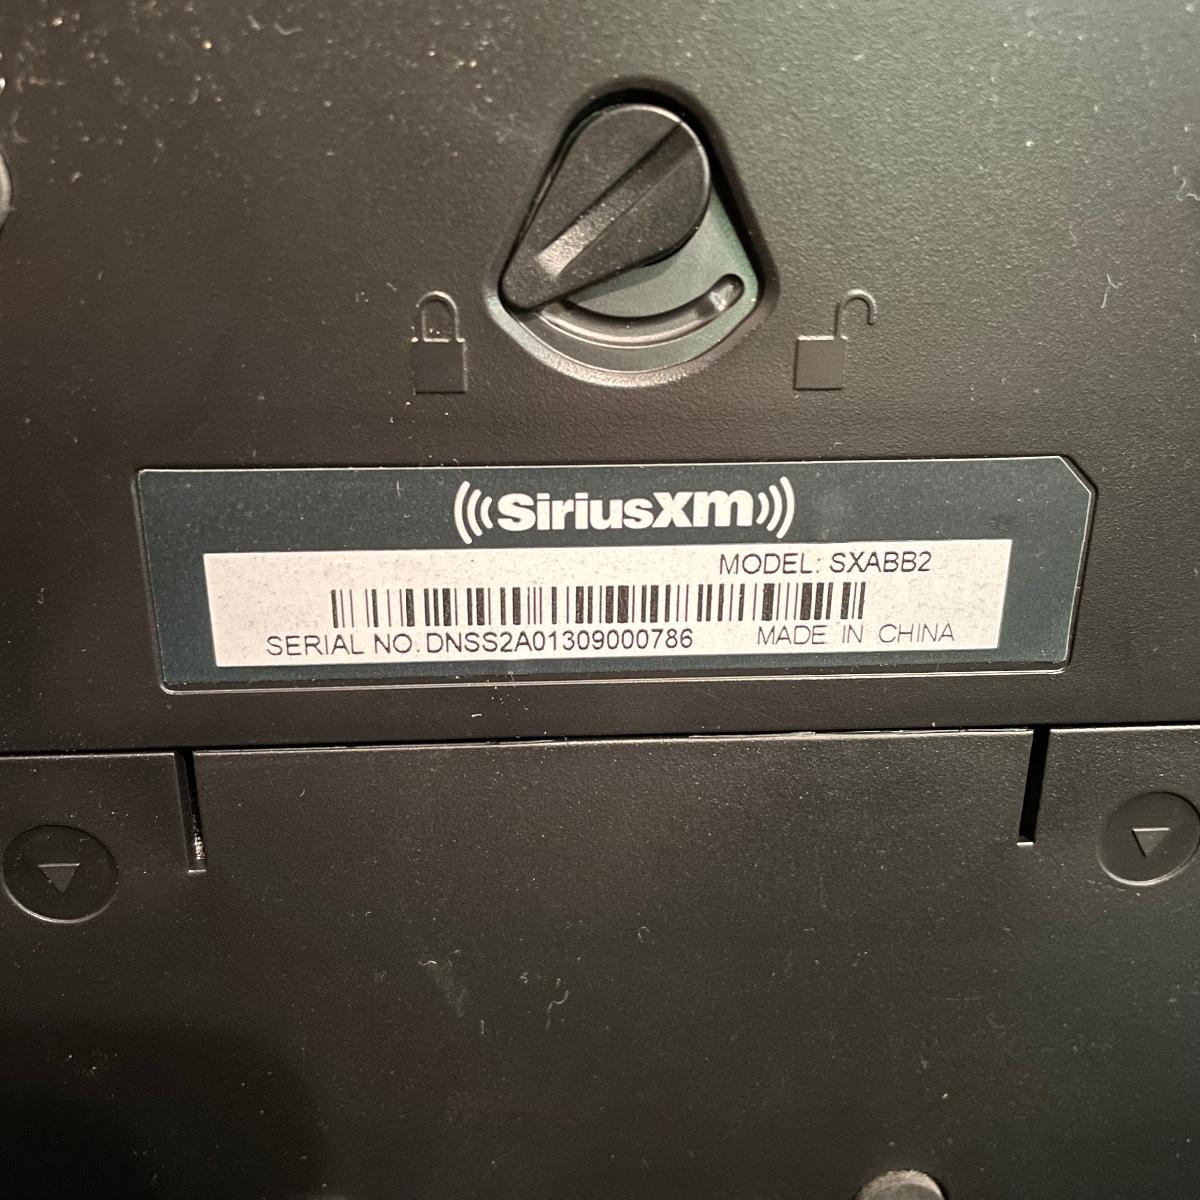 SiriusXm
MODEL: SXABB2
SERIAL NO. DNSS2A01309000786 MADE IN CHINA